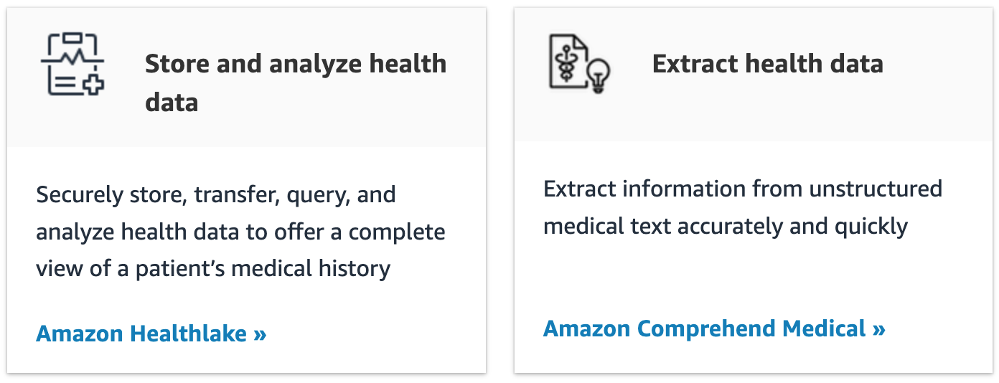 Store and analyze health
data
Securely store, transfer, query, and
analyze health data to offer a complete
view of a patient’s medical history
Amazon Healthlake »
Extract health data
Extract information from unstructured
medical text accurately and quickly
Amazon Comprehend Medical »